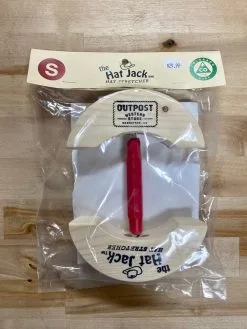 S
the
Hat Jack
HAT STRETCHER
OUTPOST
WESTERN
STORE
the
Hat Jack
HAT STRETCHER